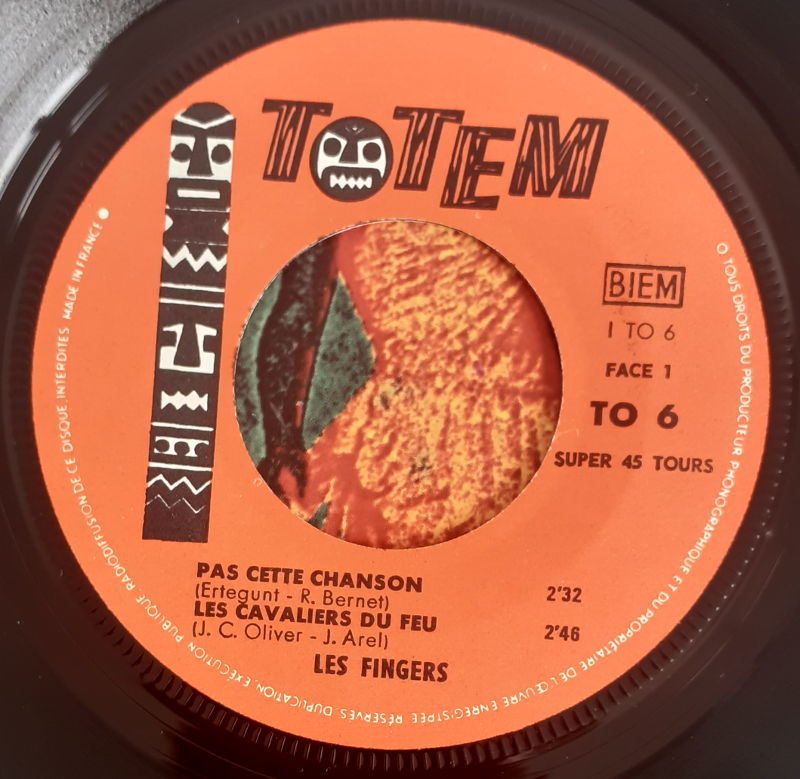 TOTEM
BIEM
1 TO 6
FACE 1
TO 6
SUPER 45 TOURS
PAS CETTE CHANSON 2'32
(Ertegunt - R. Bernet)
LES CAVALIERS DU FEU 2'46
(J. C. Oliver - J. Arel)
LES FINGERS
O TOUS DROITS DU PRODUCTEUR PHONOGRAPHIQUE ET DU PROPRIÉTAIRE DE L'ŒUVRE ENREGISTRÉE RÉSERVÉS. DUPLICATION, EXÉCUTION PUBLIQUE, RADIODIFFUSION DE CE DISQUE INTERDITES. MADE IN FRANCE